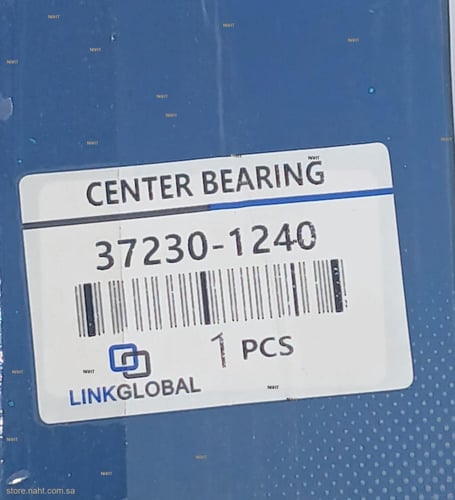 CENTER BEARING
37230-1240
1 PCS
LINKGLOBAL
store.naht.com.sa